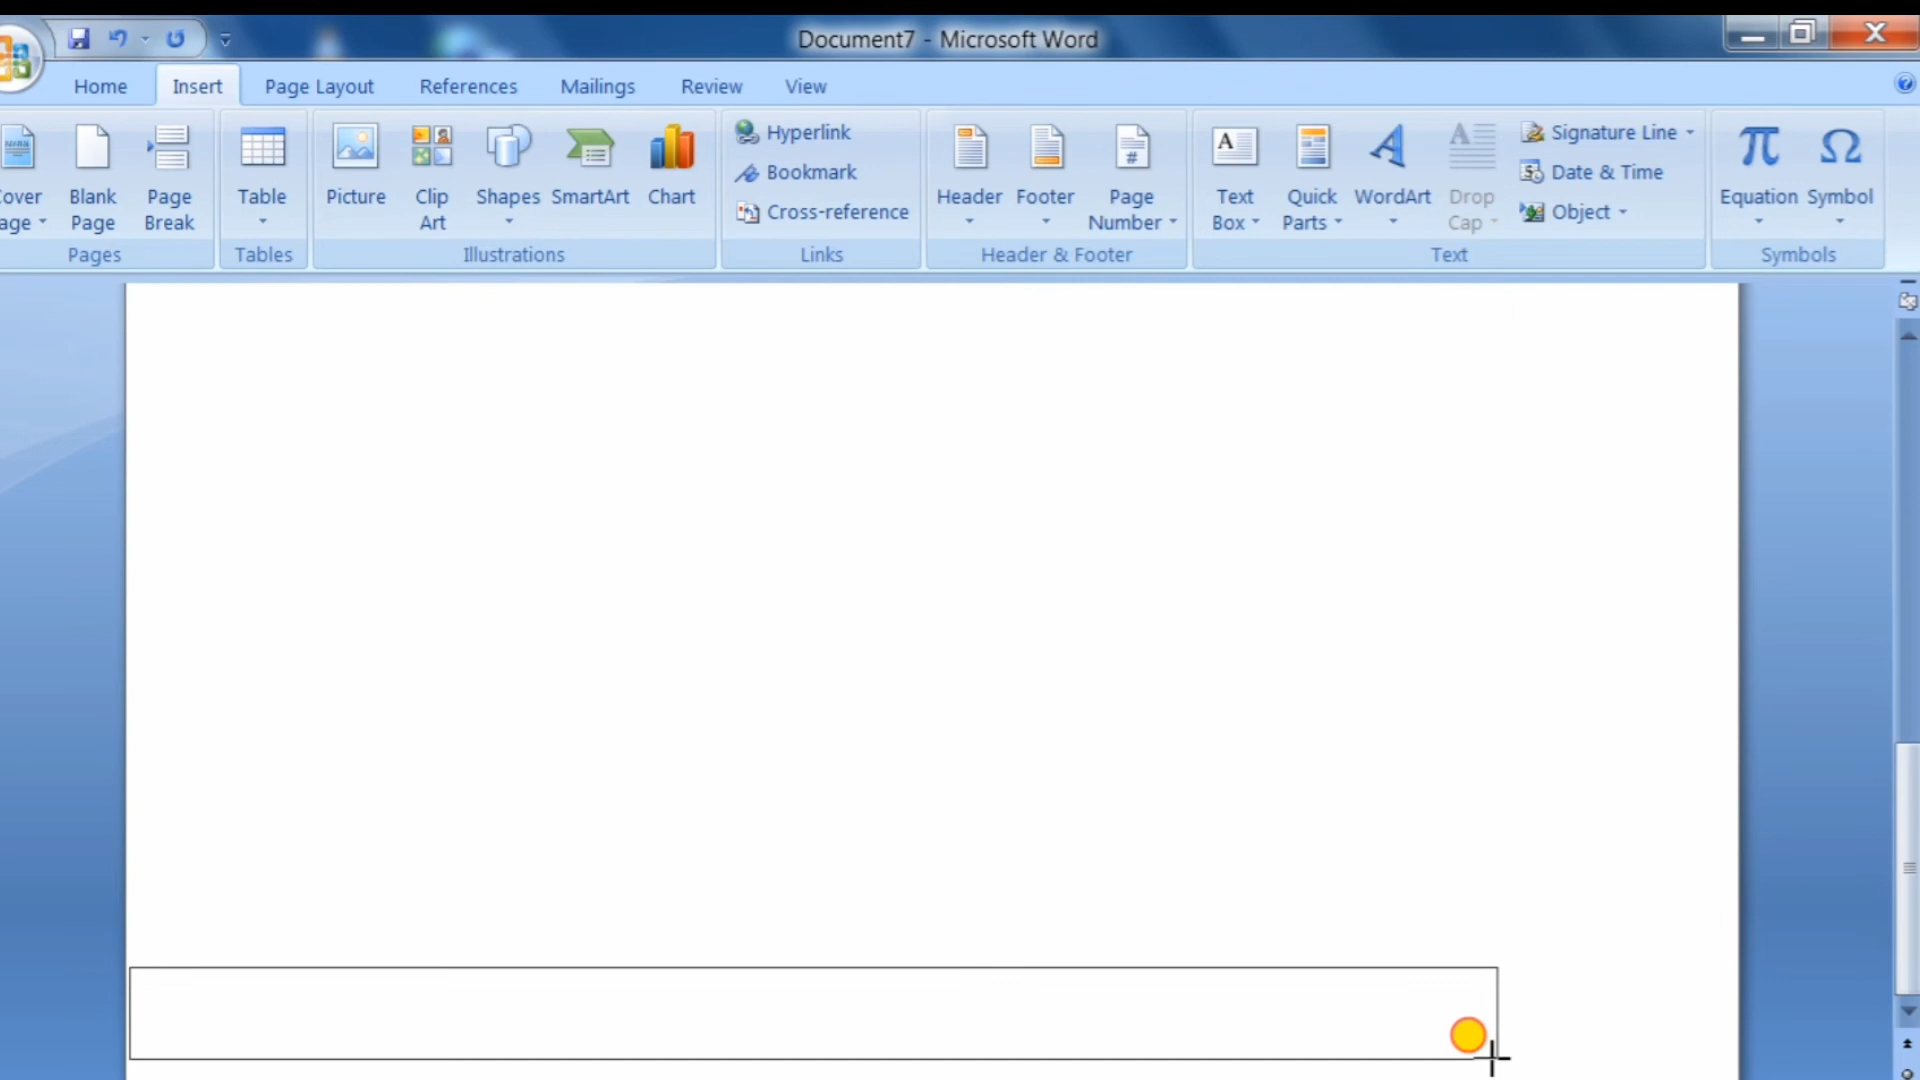 Document7 - Microsoft Word
Home Insert Page Layout References Mailings Review View
over
age
Blank
Page
Page
Break
Table
Picture
Clip
Art
Shapes
SmartArt
Chart
Hyperlink
Bookmark
Cross-reference
Header
Footer
Page
Number
A
Text
Box
Quick
Parts
WordArt
Drop
Cap
Signature Line
Date & Time
Object
π
Equation
Ω
Symbol
Pages Tables Illustrations Links Header & Footer Text Symbols